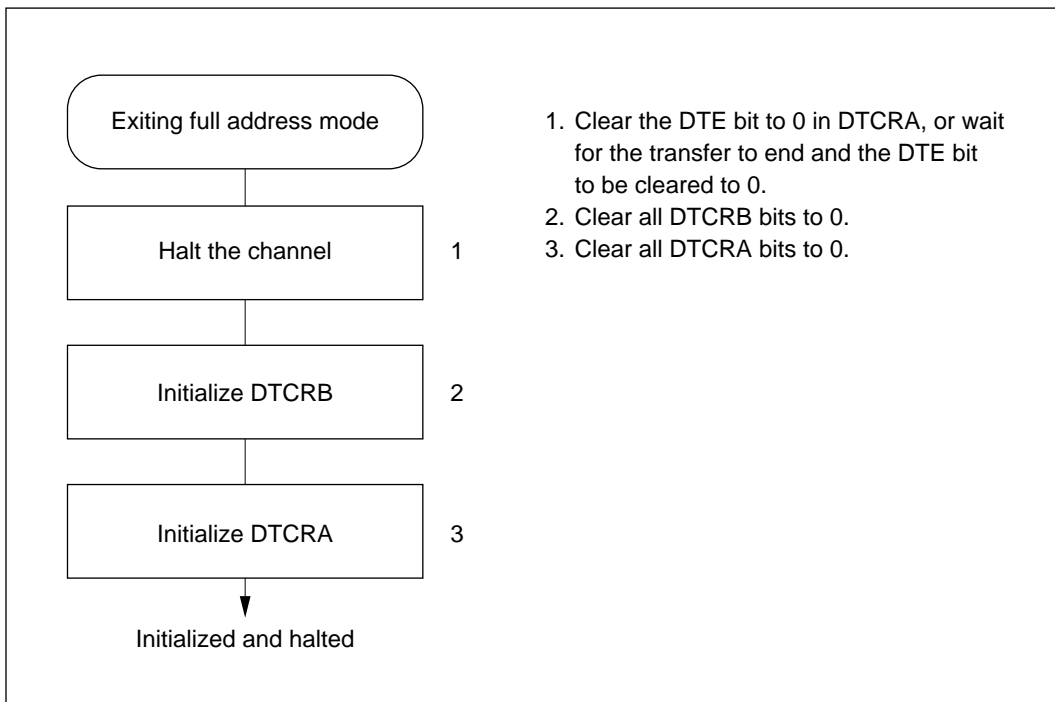 Exiting full address mode
Halt the channel
1
Initialize DTCRB
2
Initialize DTCRA
3
Initialized and halted
1. Clear the DTE bit to 0 in DTCRA, or wait
for the transfer to end and the DTE bit
to be cleared to 0.
2. Clear all DTCRB bits to 0.
3. Clear all DTCRA bits to 0.